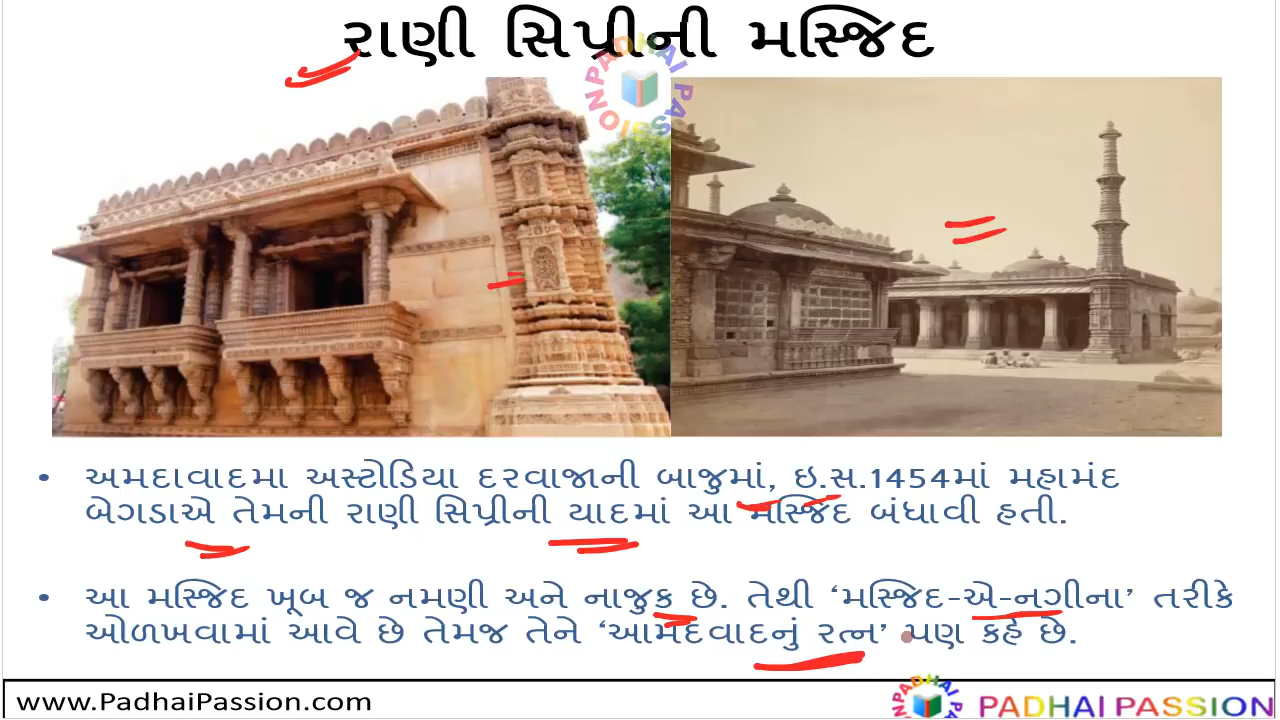 રાણી સિપ્રીની મસ્જિદ
PADHAI PASSION
• અમદાવાદમા અસ્ટોડિયા દરવાજાની બાજુમાં, ઇ.સ.1454માં મહામંદ
બેગડાએ તેમની રાણી સિપ્રીની યાદમાં આ મસ્જિદ બંધાવી હતી.
• આ મસ્જિદ ખૂબ જ નમણી અને નાજુક છે. તેથી ‘મસ્જિદ-એ-નગીના’ તરીકે
ઓળખવામાં આવે છે તેમજ તેને ‘આમદવાદનું રત્ન’ પણ કહે છે.
www.PadhaiPassion.com
PADHAI PASSION